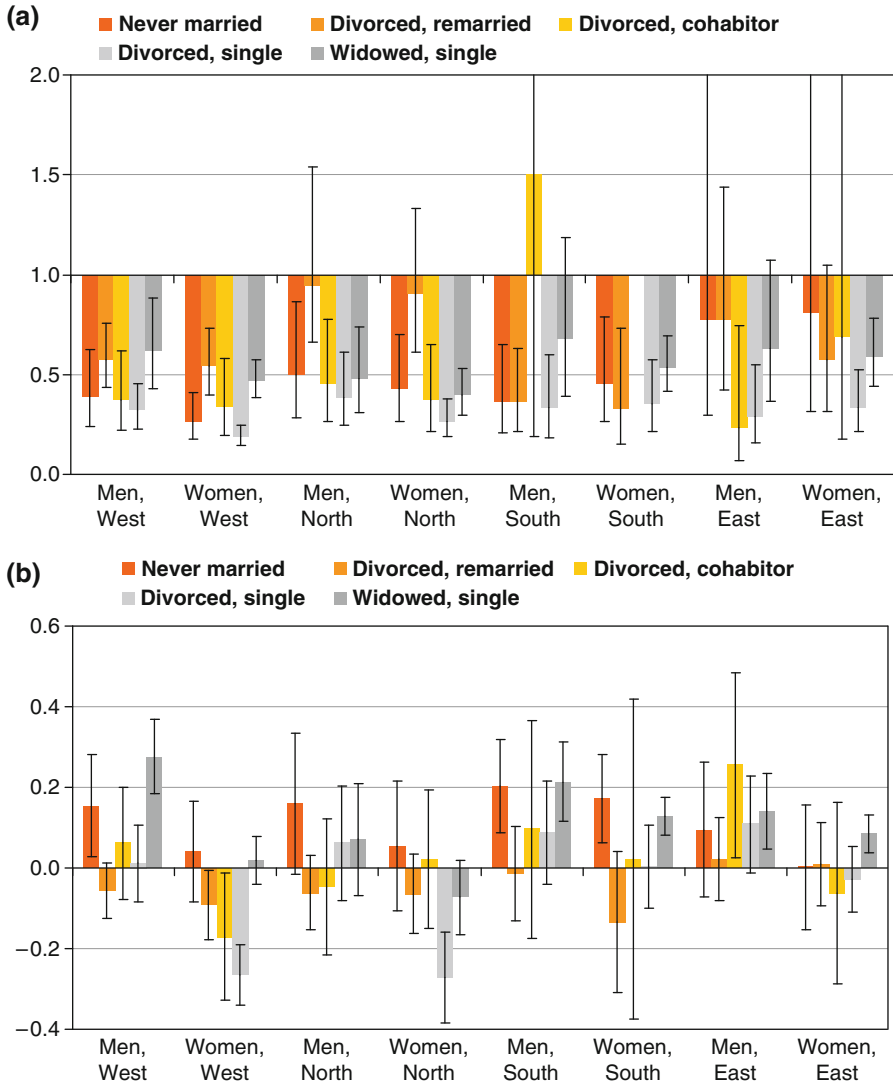 (a)
Never married Divorced, remarried Divorced, cohabitor
Divorced, single Widowed, single
2.0
1.5
1.0
0.5
0.0
Men, Women, Men, Women, Men, Women, Men, Women,
West West North North South South East East
(b)
Never married Divorced, remarried Divorced, cohabitor
Divorced, single Widowed, single
0.6
0.4
0.2
0.0
−0.2
−0.4
Men, Women, Men, Women, Men, Women, Men, Women,
West West North North South South East East